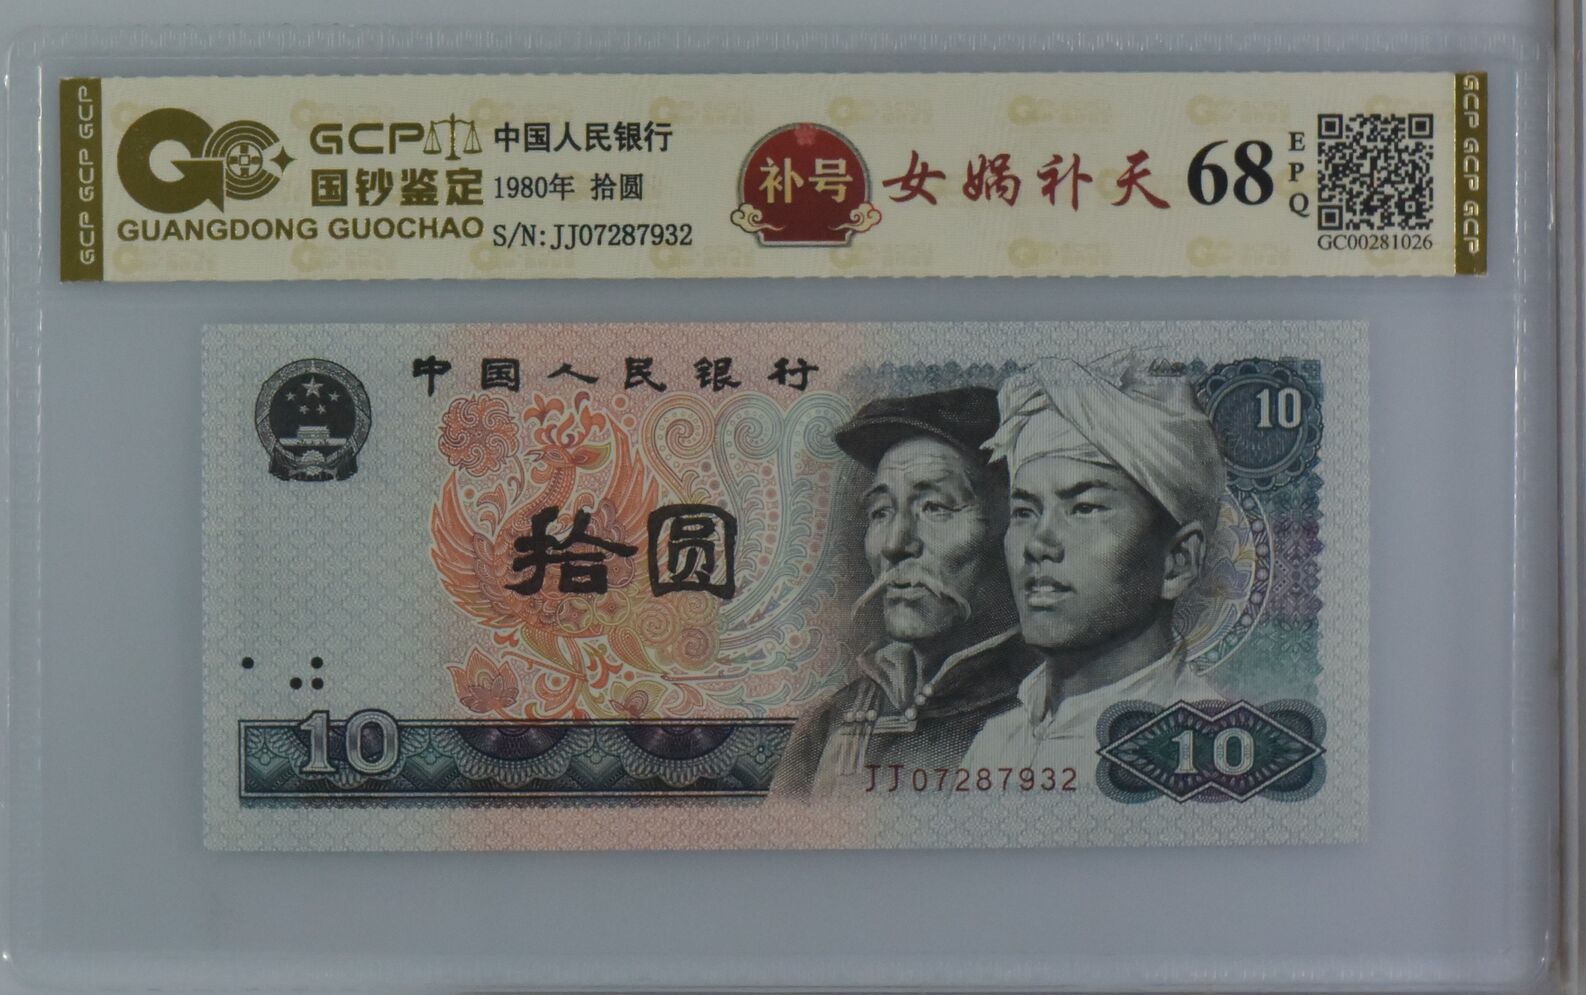 GCP GCP GCP
GCP
国钞鉴定
GUANGDONG GUOCHAO
中国人民银行
1980年 拾圆
S/N:JJ07287932
补号
女娲补天
68
EPQ
GC00281026
GCP GCP GCP
中国人民银行
10
拾圆
10
JJ07287932
10